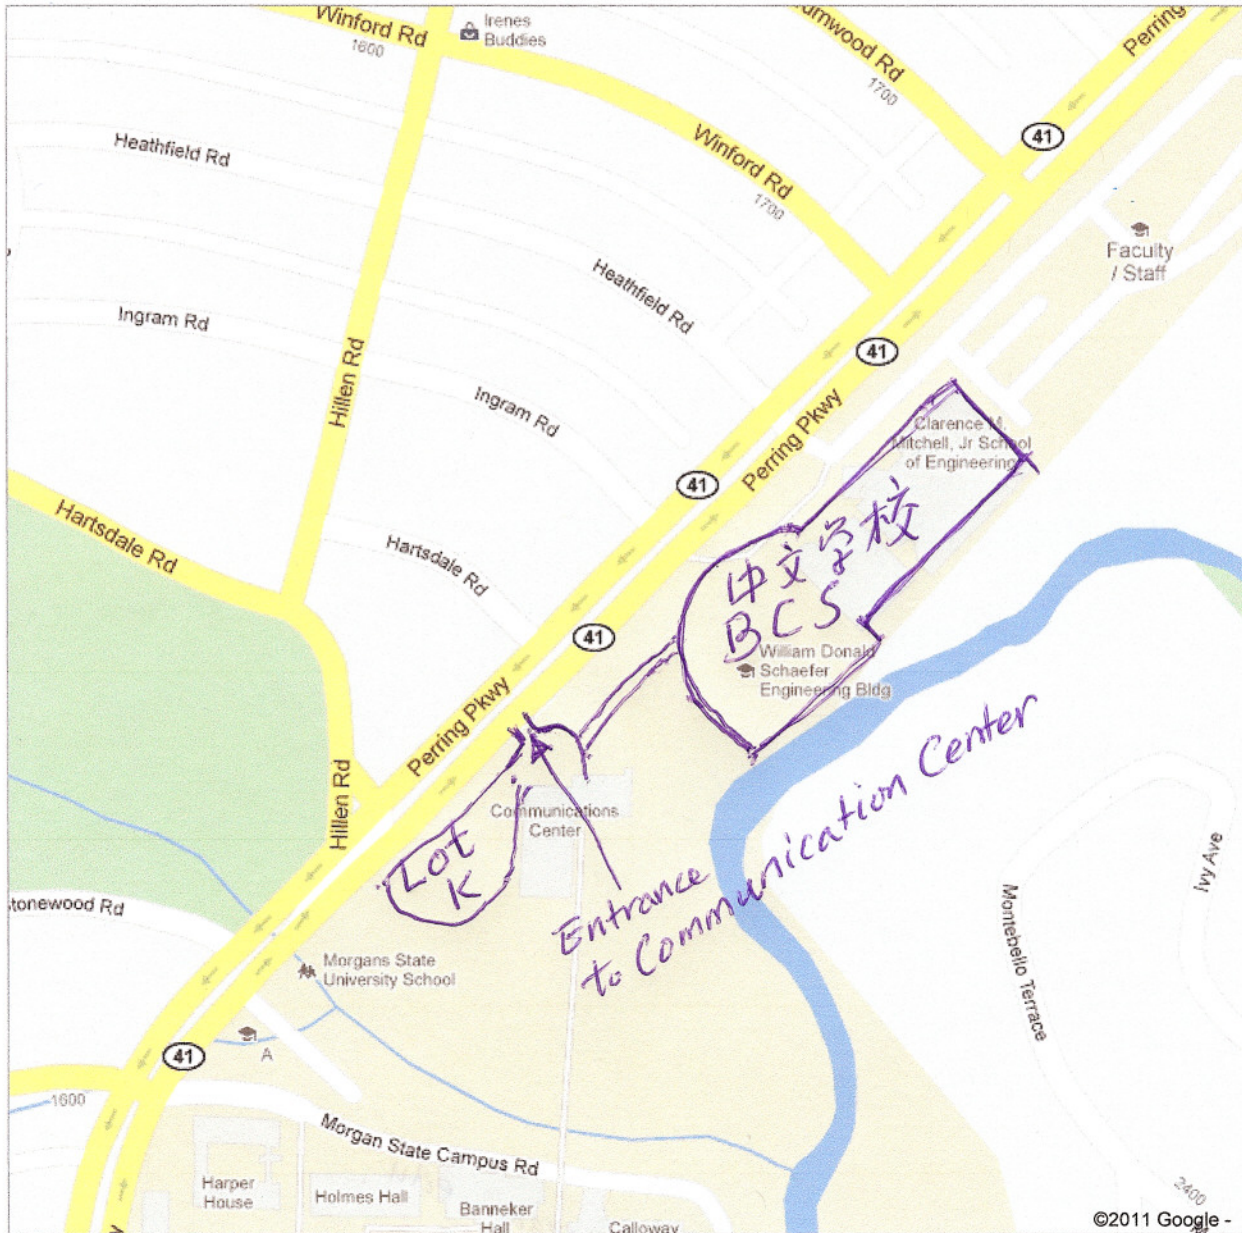 Winford Rd
1600
Irenes
Buddies
umwood Rd
1700
Perring
41
Heathfield Rd
Winford Rd
1700
Faculty
/ Staff
Heathfield Rd
Ingram Rd
41
Hillen Rd
Ingram Rd
Perring Pkwy
Clarence M.
Mitchell, Jr School
of Engineering
41
中文学校
BCS
Hartsdale Rd
Hartsdale Rd
41
William Donald
Schaefer
Engineering Bldg
Perring Pkwy
Hillen Rd
Communications
Center
Lot
K
Entrance
to Communication Center
Ivy Ave
Montebello Terrace
tonewood Rd
Morgans State
University School
A
41
1600
Morgan State Campus Rd
Harper
House
Holmes Hall
Banneker
Hall
Calloway
2400
©2011 Google -